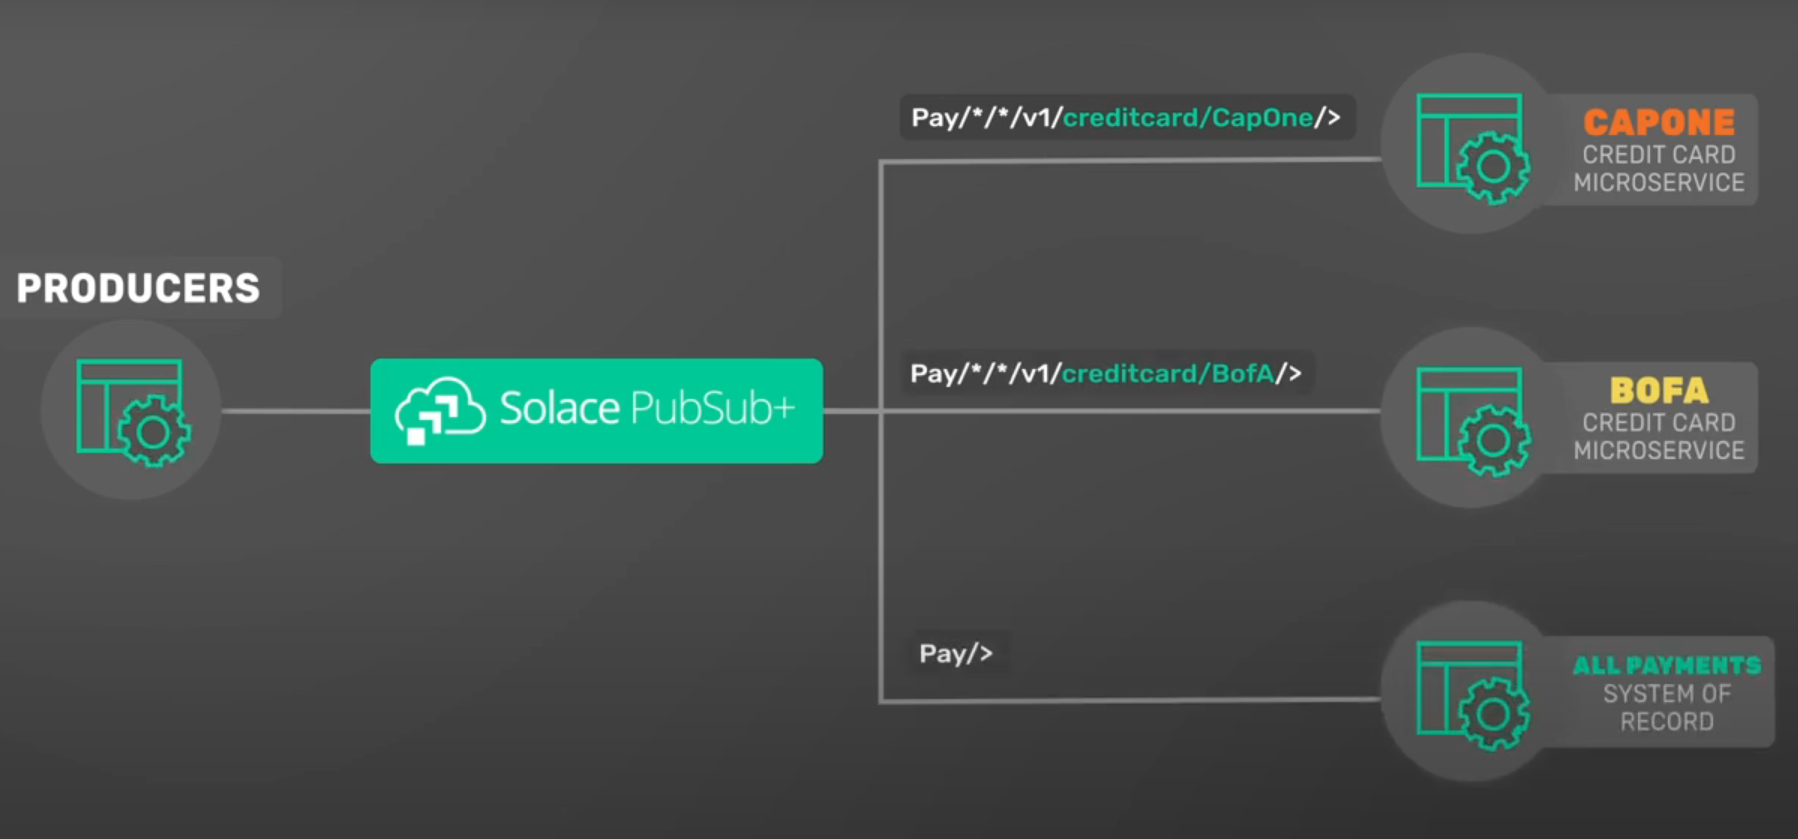 PRODUCERS
Solace PubSub+
Pay/*/*/v1/creditcard/CapOne/>
CAPONE
CREDIT CARD
MICROSERVICE
Pay/*/*/v1/creditcard/BofA/>
BOFA
CREDIT CARD
MICROSERVICE
Pay/>
ALL PAYMENTS
SYSTEM OF
RECORD